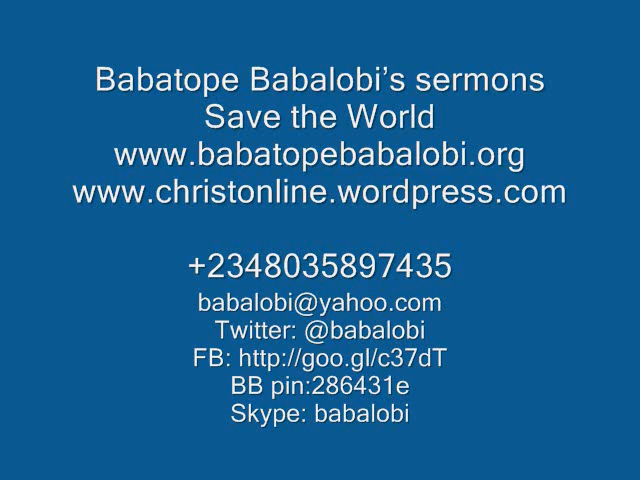 Babatope Babalobi’s sermons
Save the World
www.babatopebabalobi.org
www.christonline.wordpress.com
+2348035897435
babalobi@yahoo.com
Twitter: @babalobi
FB: http://goo.gl/c37dT
BB pin:286431e
Skype: babalobi